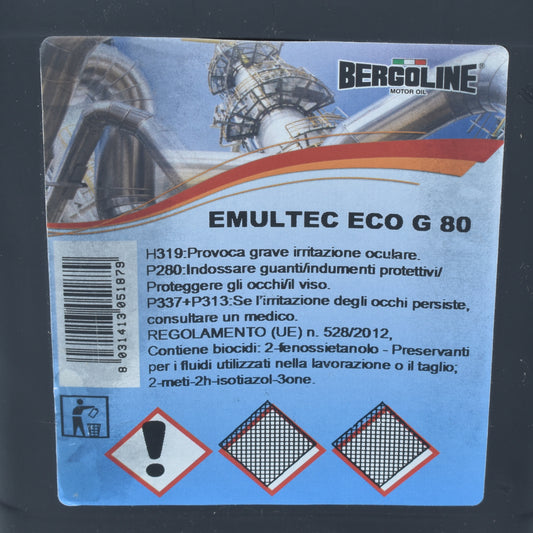 BERGOLINE®
MOTOR OIL
EMULTEC ECO G 80
H319:Provoca grave irritazione oculare.
P280:Indossare guanti/indumenti protettivi/
Proteggere gli occhi/il viso.
P337+P313:Se l'irritazione degli occhi persiste,
consultare un medico.
REGOLAMENTO (UE) n. 528/2012,
Contiene biocidi: 2-fenossietanolo - Preservanti
per i fluidi utilizzati nella lavorazione o il taglio;
2-meti-2h-isotiazol-3one.
8 031413 051879